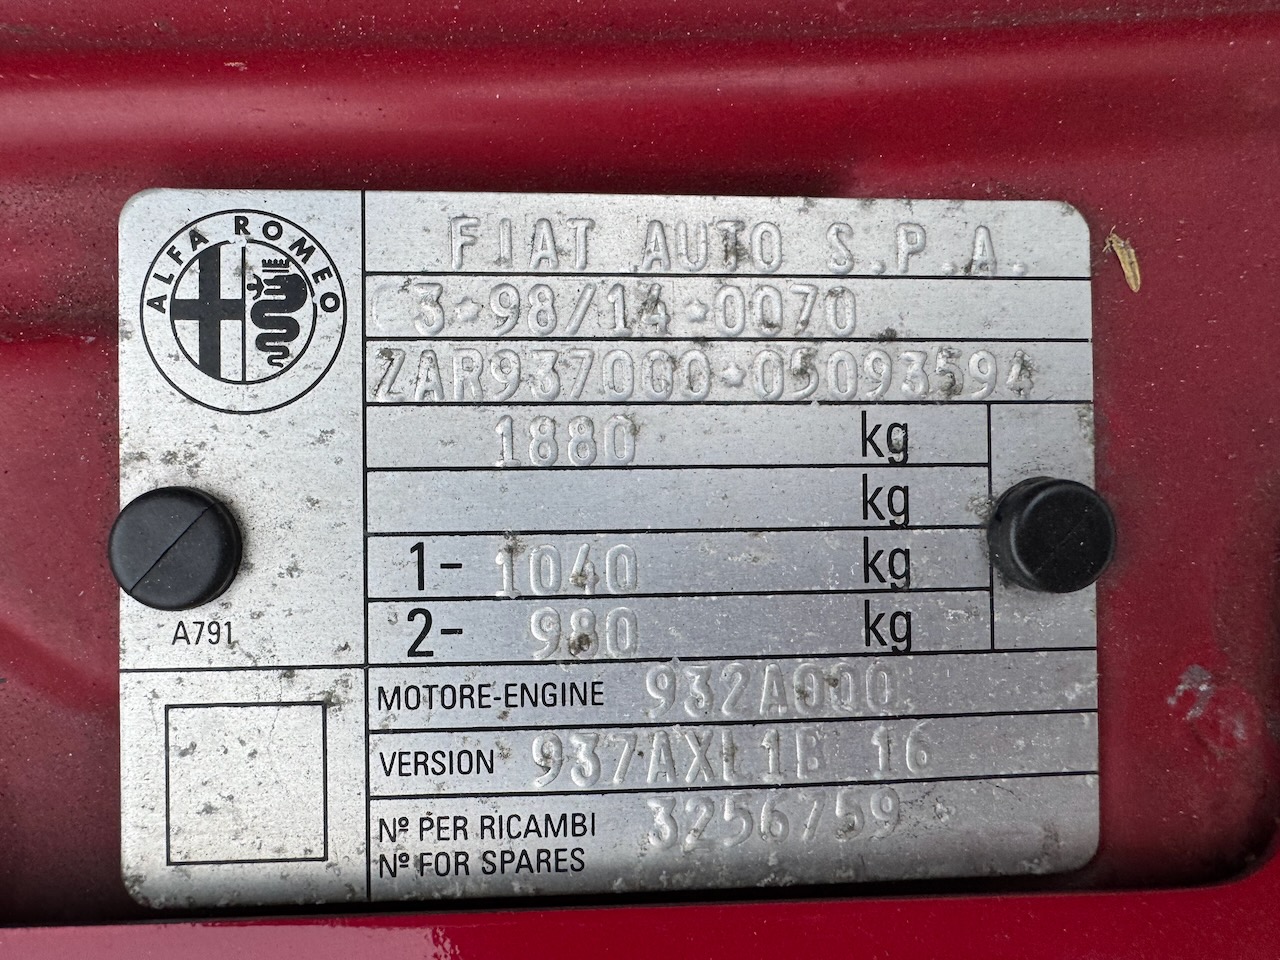 ALFA ROMEO
FIAT AUTO S.P.A.
e3*98/14*0070
ZAR937000*05093594
1880 kg
kg
1- 1040 kg
2- 980 kg
A791
MOTORE-ENGINE 932A000
VERSION 937AXL1B 16
Nº PER RICAMBI 3256759
Nº FOR SPARES